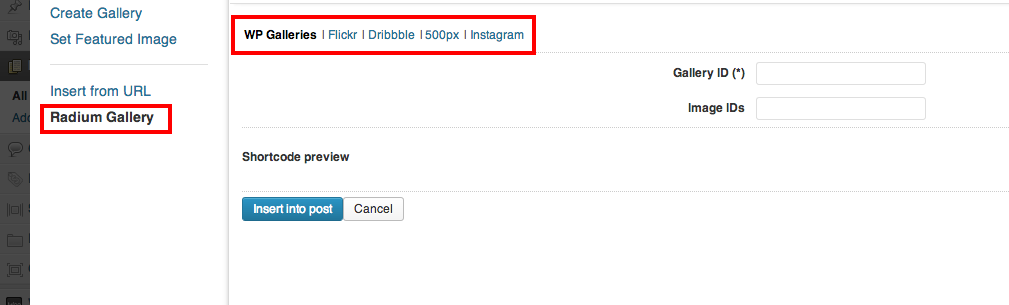 Create Gallery
Set Featured Image
Insert from URL
Radium Gallery
All
Add
WP Galleries | Flickr | Dribbble | 500px | Instagram
Gallery ID (*)
Image IDs
Shortcode preview
Insert into post
Cancel